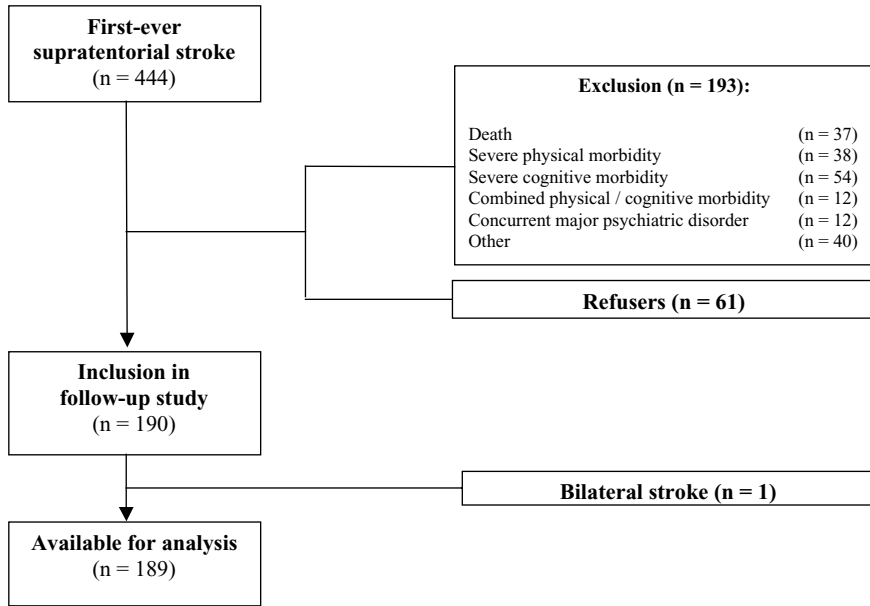 First-ever
supratentorial stroke
(n = 444)
Exclusion (n = 193):
Death (n = 37)
Severe physical morbidity (n = 38)
Severe cognitive morbidity (n = 54)
Combined physical / cognitive morbidity (n = 12)
Concurrent major psychiatric disorder (n = 12)
Other (n = 40)
Refusers (n = 61)
Inclusion in
follow-up study
(n = 190)
Bilateral stroke (n = 1)
Available for analysis
(n = 189)